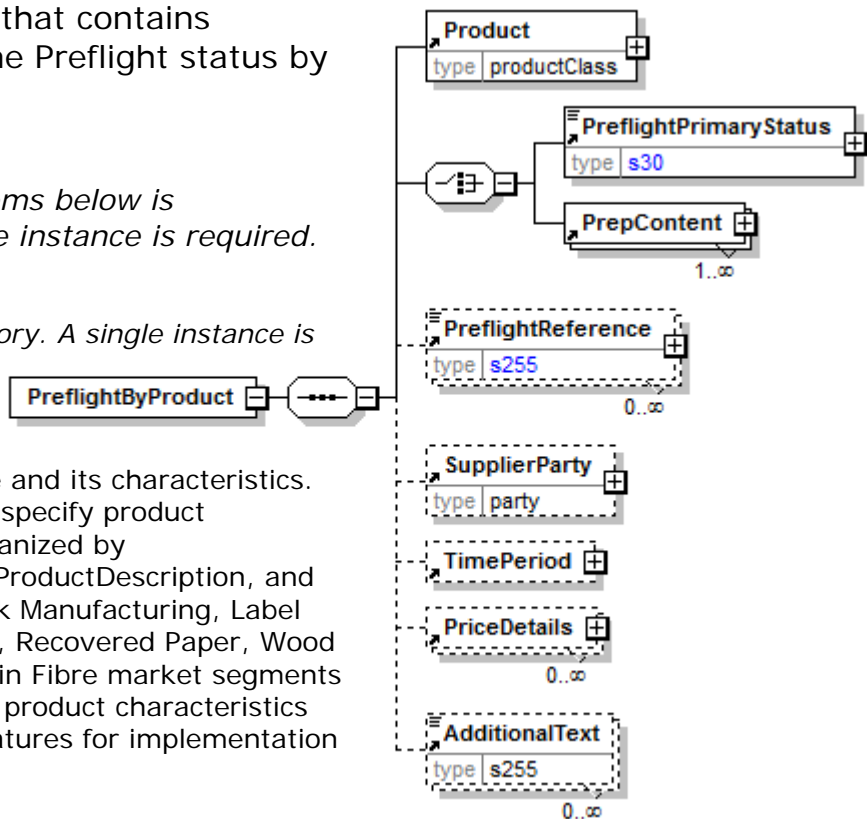 that contains
ne Preflight status by
ms below is
e instance is required.
ory. A single instance is
e and its characteristics.
specify product
anized by
ProductDescription, and
k Manufacturing, Label
, Recovered Paper, Wood
in Fibre market segments
product characteristics
atures for implementation
PreflightByProduct
Product
type productClass
PreflightPrimaryStatus
type s30
PrepContent
1..∞
PreflightReference
type s255
0..∞
SupplierParty
type party
TimePeriod
PriceDetails
0..∞
AdditionalText
type s255
0..∞